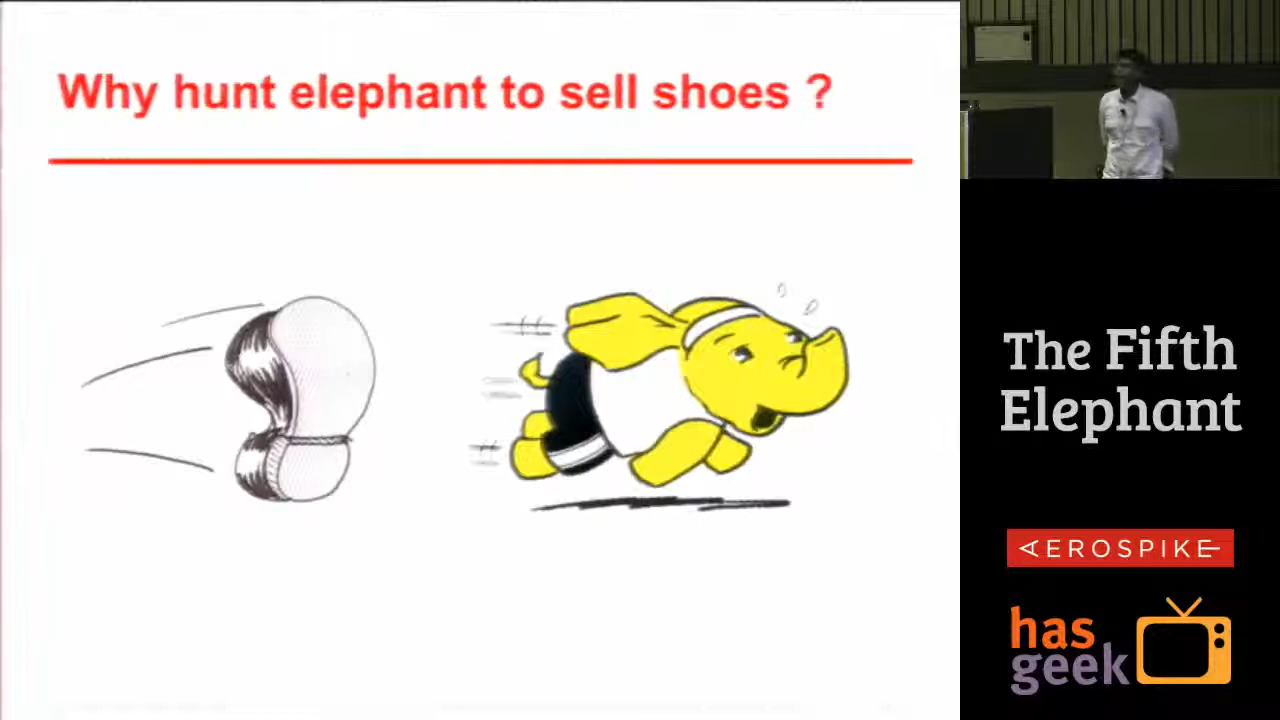 Why hunt elephant to sell shoes ?
The Fifth
Elephant
AEROSPIKE
has
geek